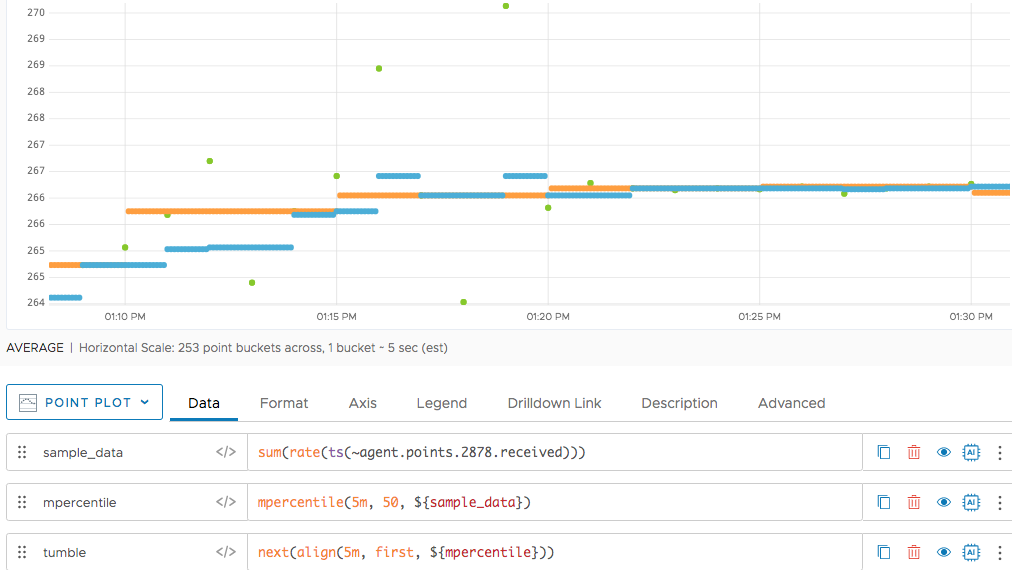 270
269
269
268
268
267
267
266
266
265
265
264
01:10 PM 01:15 PM 01:20 PM 01:25 PM 01:30 PM
AVERAGE | Horizontal Scale: 253 point buckets across, 1 bucket ~ 5 sec (est)
POINT PLOT Data Format Axis Legend Drilldown Link Description Advanced
sample_data </> sum(rate(ts(~agent.points.2878.received))) AI
mpercentile </> mpercentile(5m, 50, ${sample_data}) AI
tumble </> next(align(5m, first, ${mpercentile})) AI